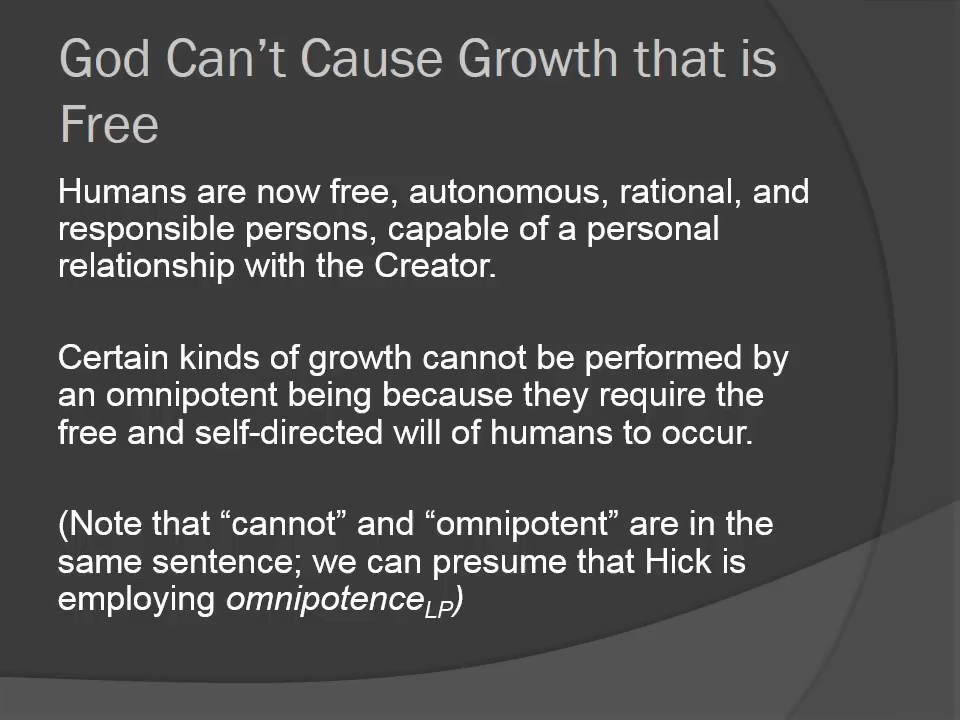 God Can’t Cause Growth that is
Free
Humans are now free, autonomous, rational, and
responsible persons, capable of a personal
relationship with the Creator.
Certain kinds of growth cannot be performed by
an omnipotent being because they require the
free and self-directed will of humans to occur.
(Note that “cannot” and “omnipotent” are in the
same sentence; we can presume that Hick is
employing omnipotenceLP)